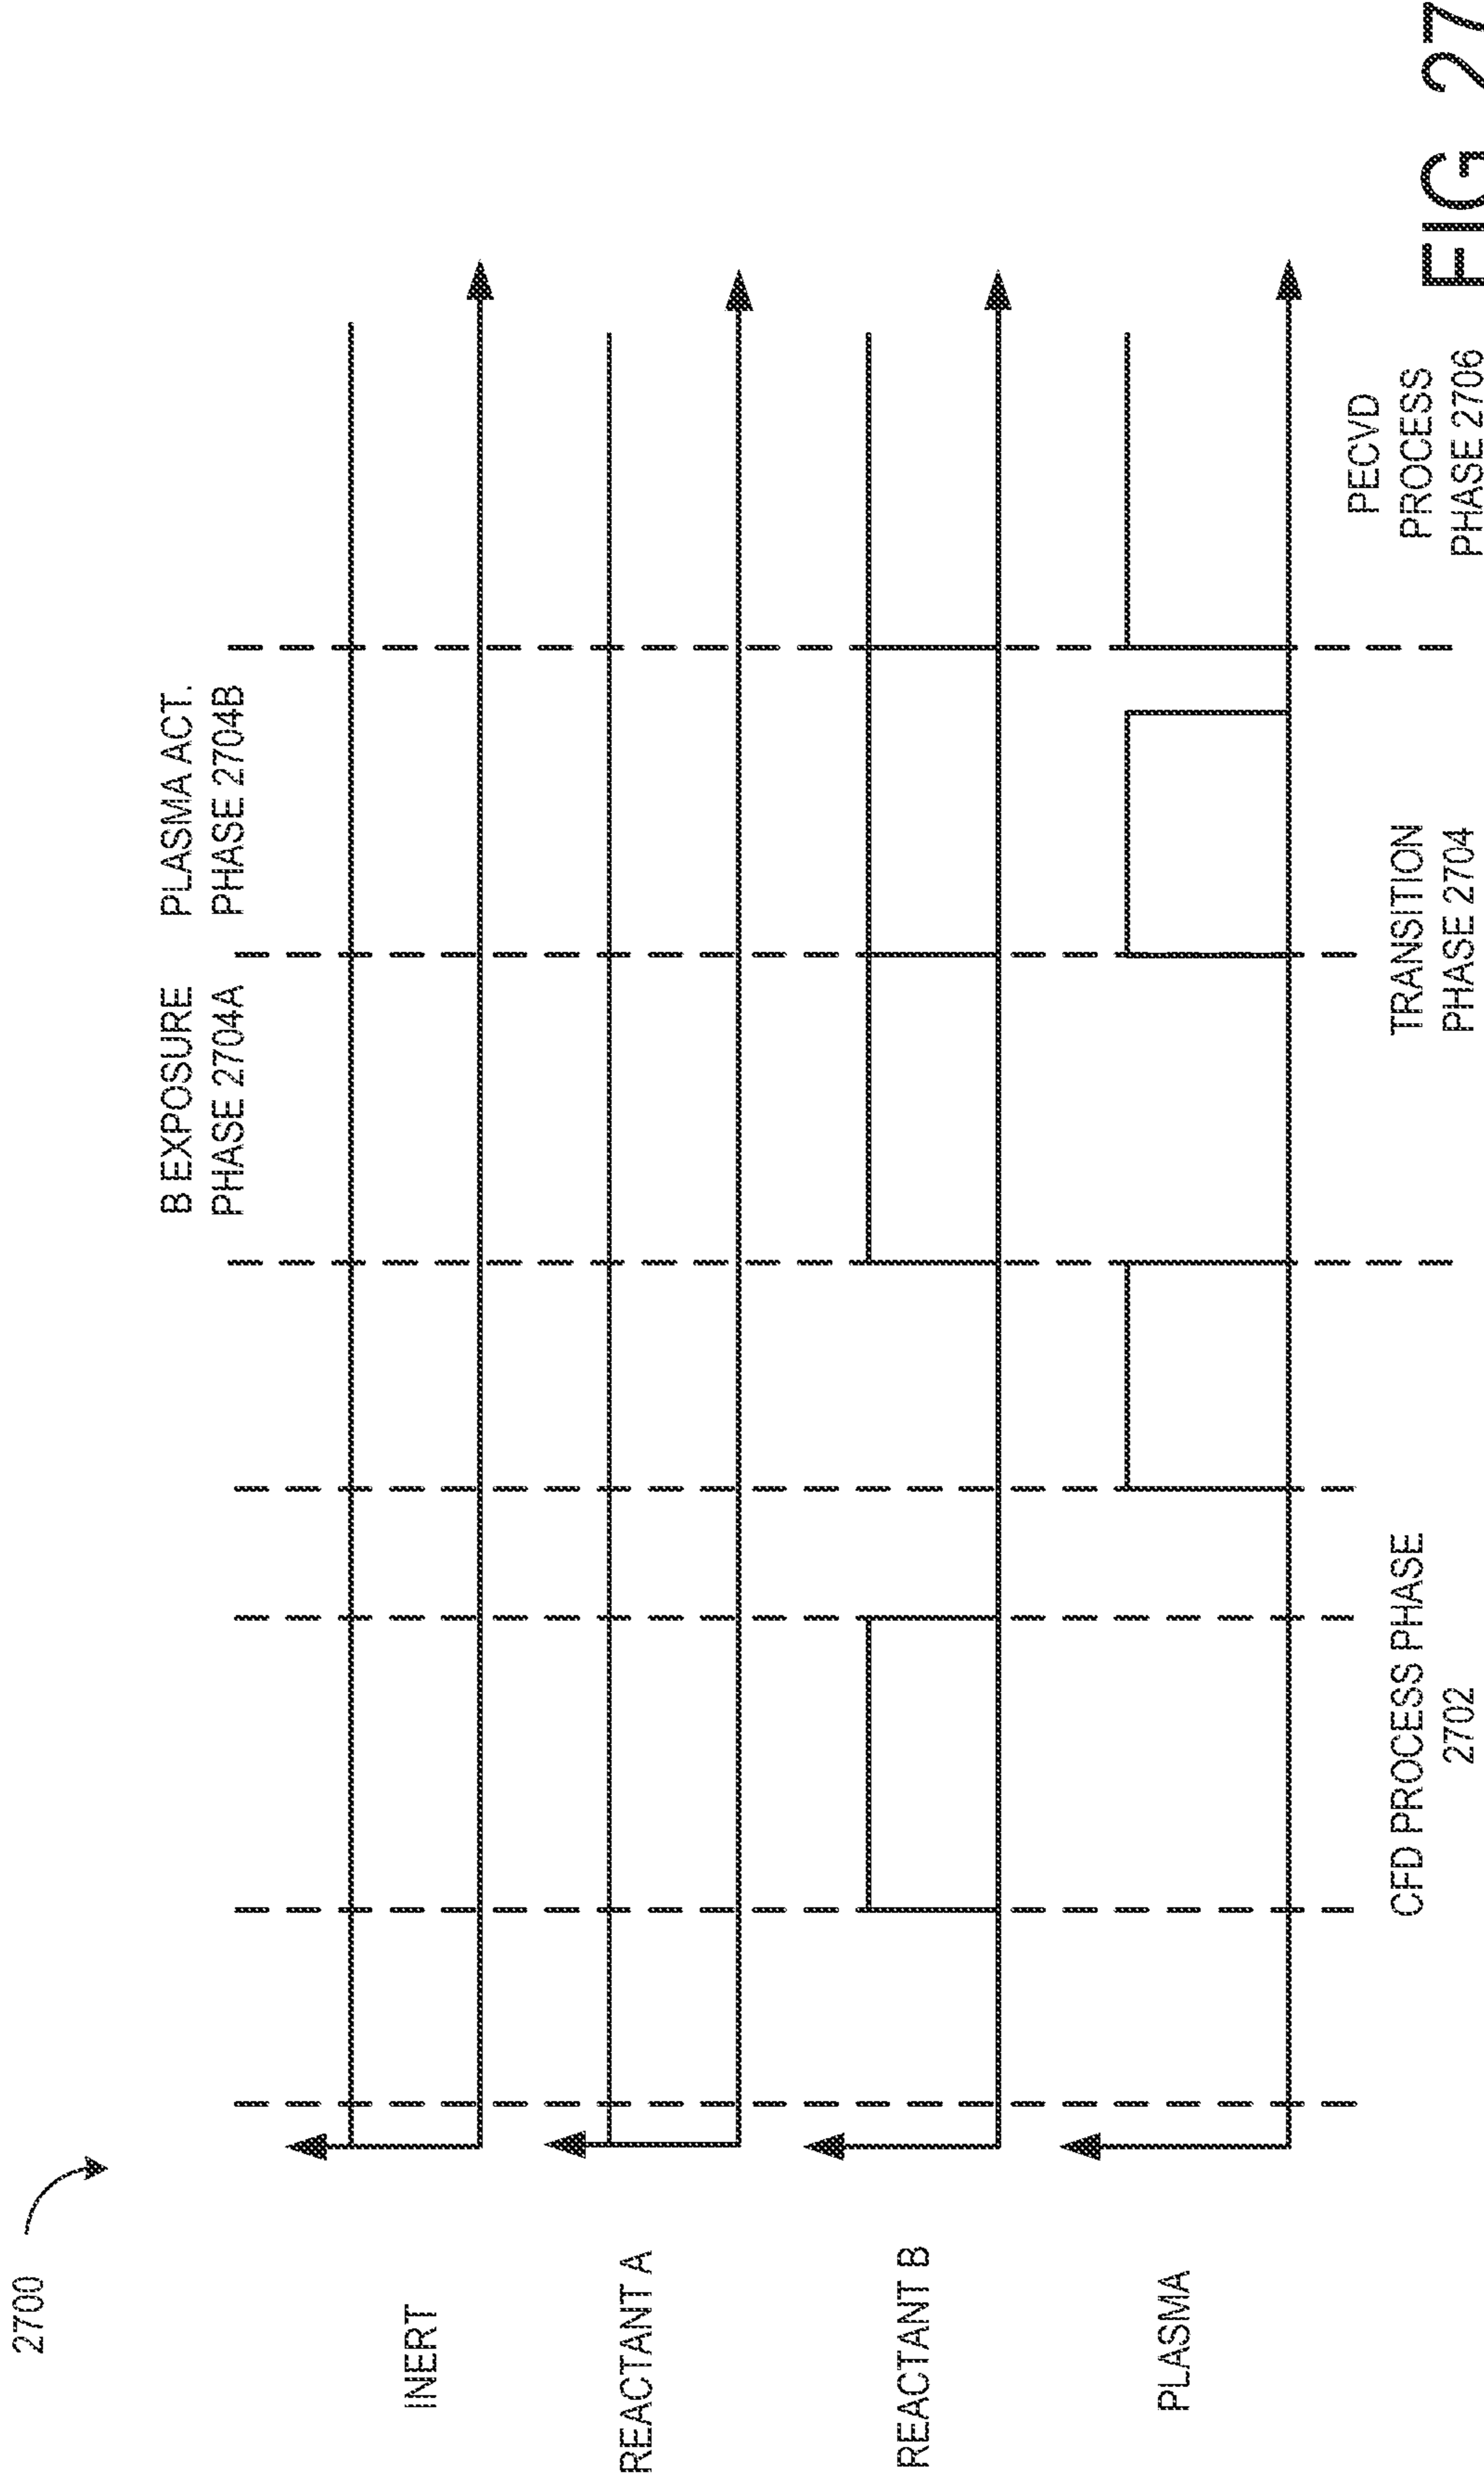 2700
B EXPOSURE
PHASE 2704A
PLASMA ACT.
PHASE 2704B
INERT
REACTANT A
REACTANT B
PLASMA
CFD PROCESS PHASE
2702
TRANSITION
PHASE 2704
PECVD
PROCESS
PHASE 2706
FIG 27